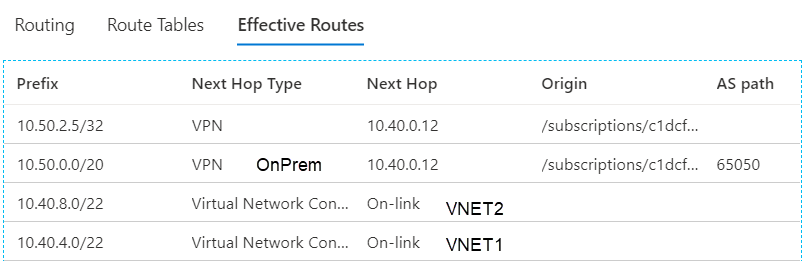 Routing Route Tables Effective Routes
Prefix Next Hop Type Next Hop Origin AS path
10.50.2.5/32 VPN 10.40.0.12 /subscriptions/c1dcf...
10.50.0.0/20 VPN OnPrem 10.40.0.12 /subscriptions/c1dcf... 65050
10.40.8.0/22 Virtual Network Con... On-link VNET2
10.40.4.0/22 Virtual Network Con... On-link VNET1